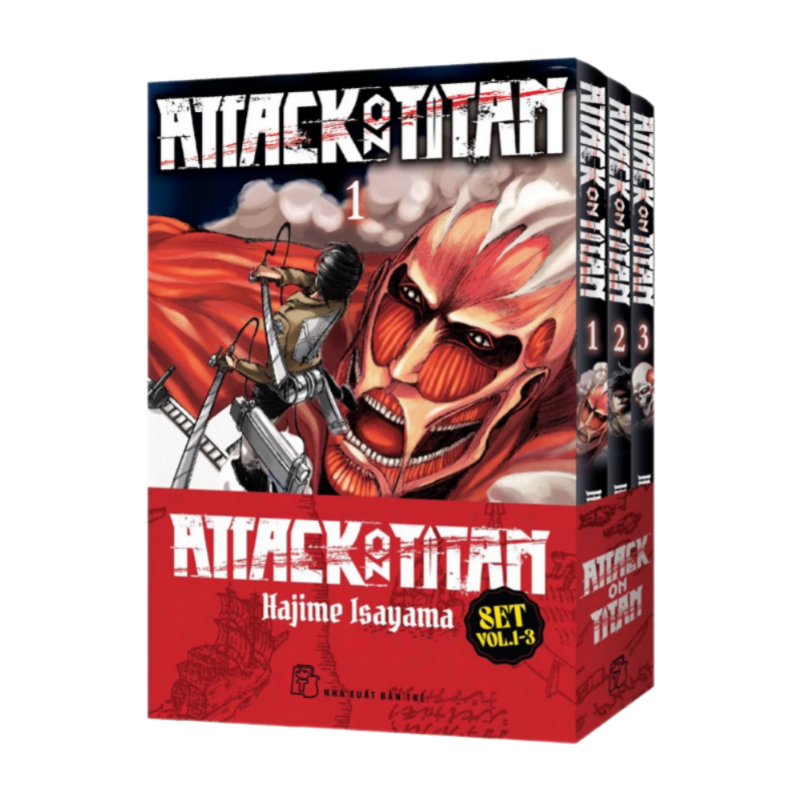 ATTACK ON TITAN
1
ATTACK ON TITAN
Hajime Isayama
SET
VOL.1-3
NHÀ XUẤT BẢN TRẺ
ATTACK ON TITAN
1
ATTACK ON TITAN
2
ATTACK ON TITAN
3
ATTACK
ON
TITAN